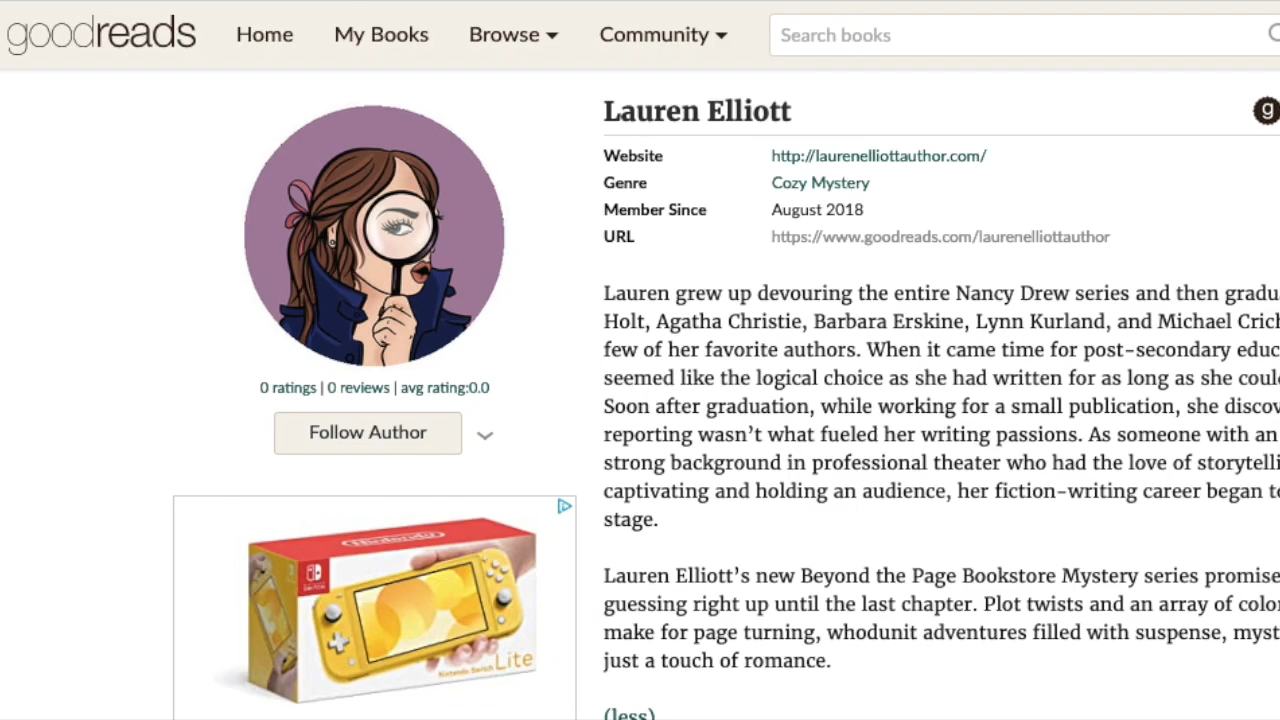 goodreads Home My Books Browse Community Search books
Lauren Elliott
g
Website http://laurenelliottauthor.com/
Genre Cozy Mystery
Member Since August 2018
URL https://www.goodreads.com/laurenelliottauthor
0 ratings | 0 reviews | avg rating:0.0
Follow Author
Nintendo
SWITCH
Nintendo Switch Lite
Lauren grew up devouring the entire Nancy Drew series and then gradu
Holt, Agatha Christie, Barbara Erskine, Lynn Kurland, and Michael Cric
few of her favorite authors. When it came time for post-secondary educ
seemed like the logical choice as she had written for as long as she coul
Soon after graduation, while working for a small publication, she discov
reporting wasn't what fueled her writing passions. As someone with an
strong background in professional theater who had the love of storytelli
captivating and holding an audience, her fiction-writing career began to
stage.
Lauren Elliott's new Beyond the Page Bookstore Mystery series promise
guessing right up until the last chapter. Plot twists and an array of color
make for page turning, whodunit adventures filled with suspense, myst
just a touch of romance.
(less)